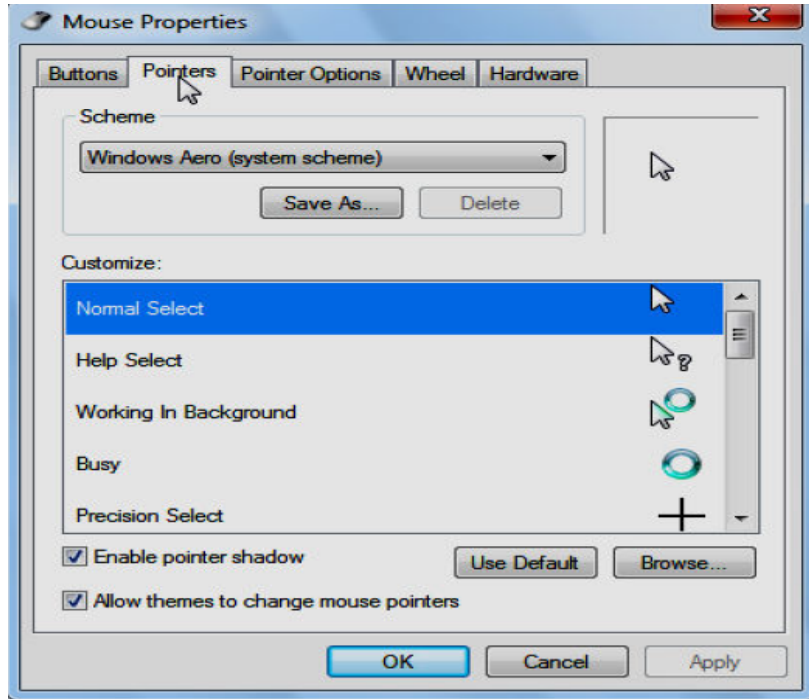 Mouse Properties
Buttons Pointers Pointer Options Wheel Hardware
Scheme
Windows Aero (system scheme)
Save As... Delete
Customize:
Normal Select
Help Select
Working In Background
Busy
Precision Select
Enable pointer shadow Use Default Browse...
Allow themes to change mouse pointers
OK Cancel Apply